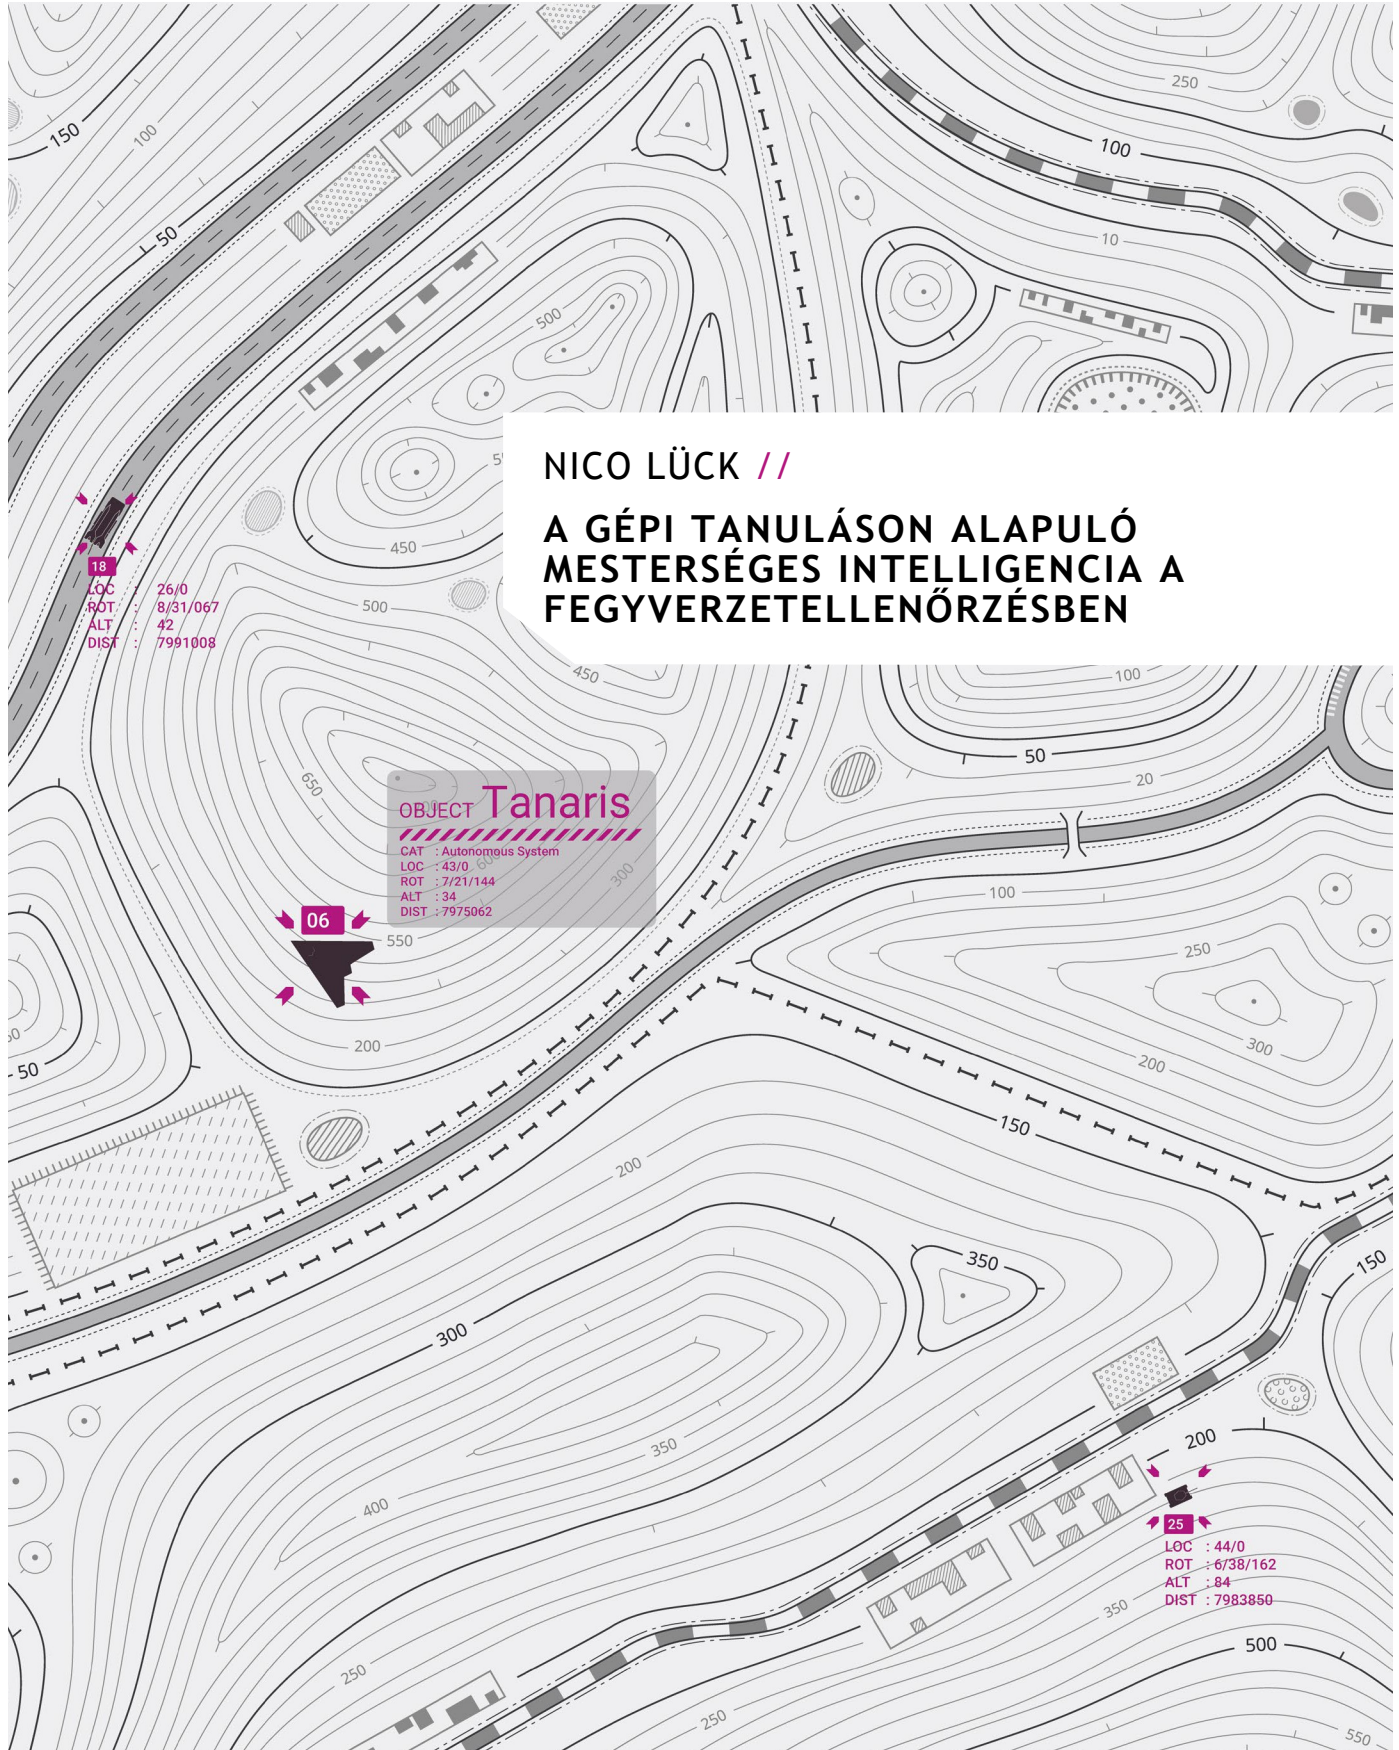 250
150
100
100
50
10
500
NICO LÜCK //
A GÉPI TANULÁSON ALAPULÓ
MESTERSÉGES INTELLIGENCIA A
FEGYVERZETELLENŐRZÉSBEN
450
18
LOC : 26/0
ROT : 8/31/067
ALT : 42
DIST : 7991008
500
450
100
50
20
650
OBJECT Tanaris
CAT : Autonomous System
LOC : 43/0
ROT : 7/21/144
ALT : 34
DIST : 7975062
600
300
100
06
550
250
200
300
200
50
150
200
350
150
300
350
200
400
25
LOC : 44/0
ROT : 6/38/162
ALT : 84
DIST : 7983850
350
500
250
250
550